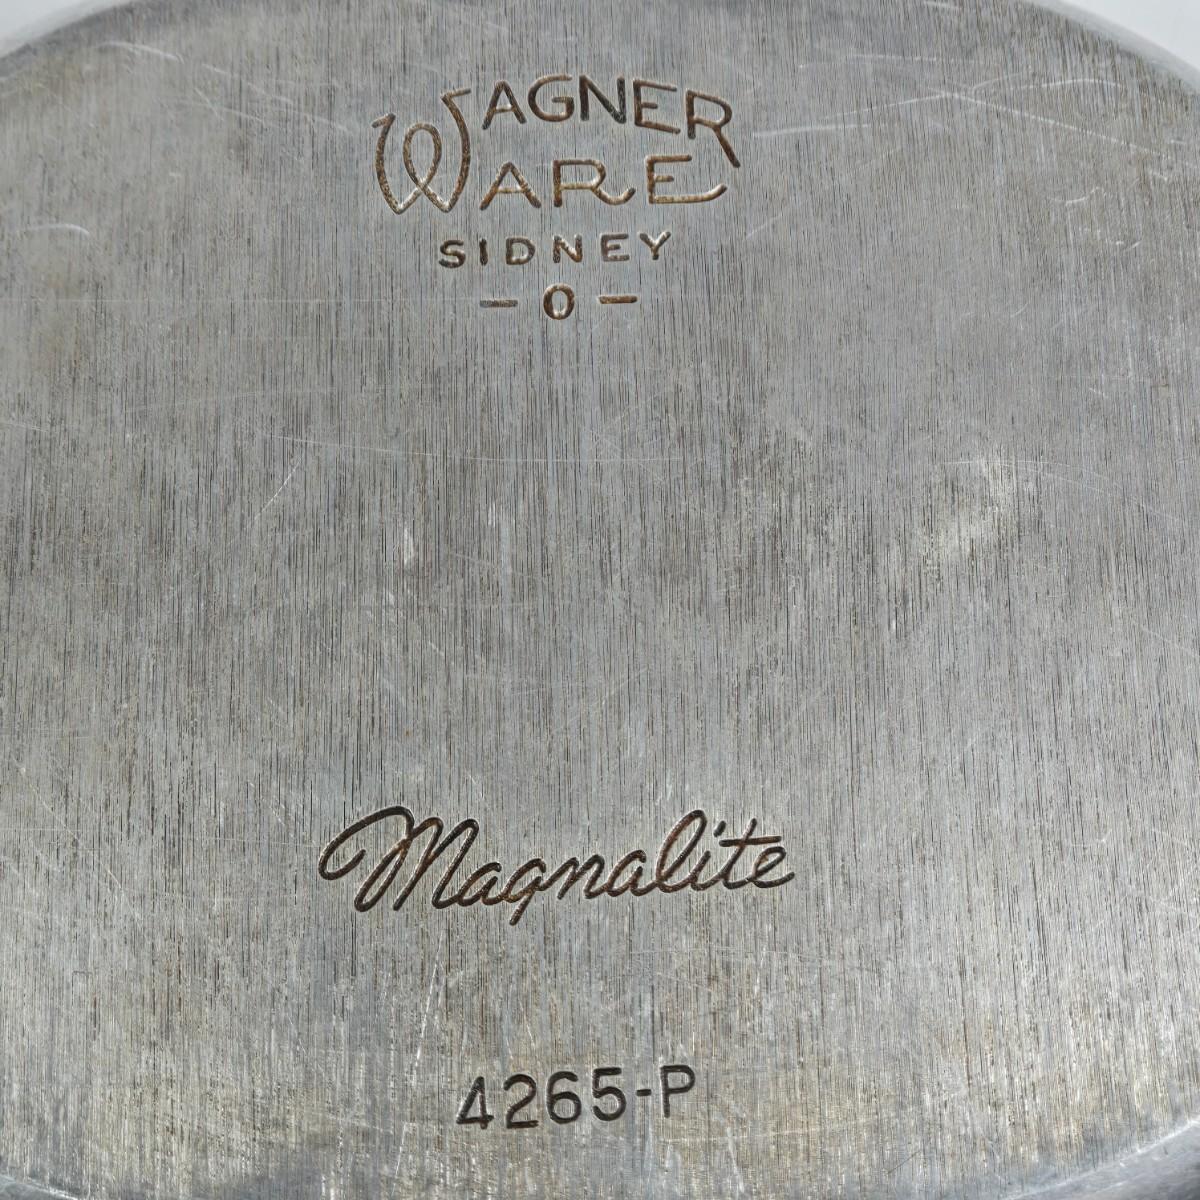 WAGNER
WARE
SIDNEY
-O-
Magnalite
4265-P